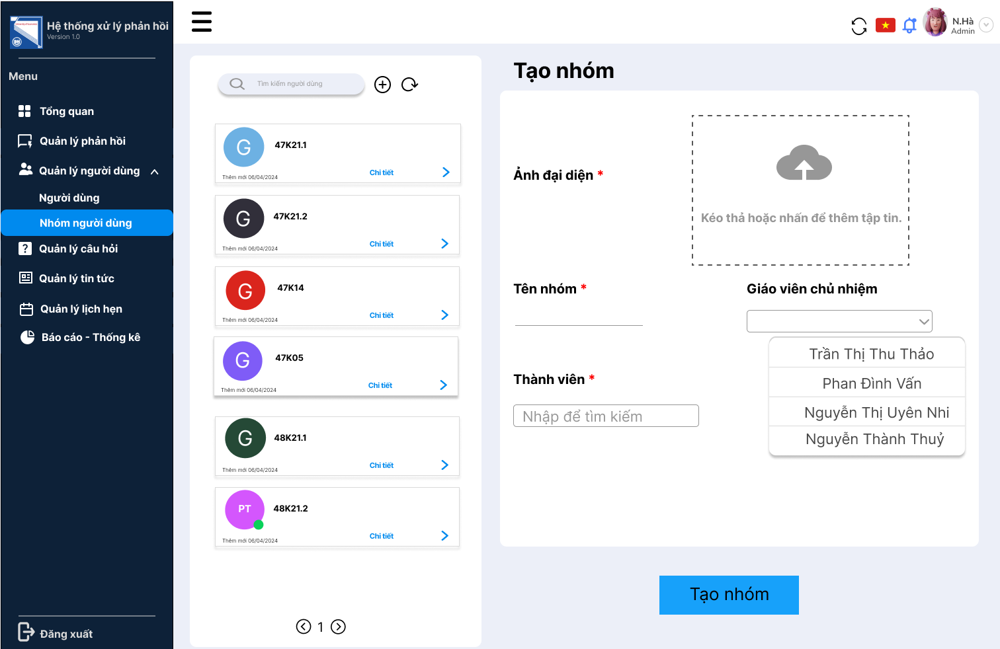 Hệ thống xử lý phản hồi
Version 1.0
Menu
Tổng quan
Quản lý phản hồi
Quản lý người dùng
Người dùng
Nhóm người dùng
Quản lý câu hỏi
Quản lý tin tức
Quản lý lịch hẹn
Báo cáo - Thống kê
Đăng xuất
N.Hà
Admin
Tìm kiếm người dùng
G
47K21.1
Thêm mới 06/04/2024
Chi tiết
G
47K21.2
Thêm mới 06/04/2024
Chi tiết
G
47K14
Thêm mới 06/04/2024
Chi tiết
G
47K05
Thêm mới 06/04/2024
Chi tiết
G
48K21.1
Thêm mới 06/04/2024
Chi tiết
PT
48K21.2
Thêm mới 06/04/2024
Chi tiết
1
Tạo nhóm
Ảnh đại diện *
Kéo thả hoặc nhấn để thêm tập tin.
Tên nhóm *
Giáo viên chủ nhiệm
Trần Thị Thu Thảo
Phan Đình Vấn
Nguyễn Thị Uyên Nhi
Nguyễn Thành Thuỷ
Thành viên *
Nhập để tìm kiếm
Tạo nhóm